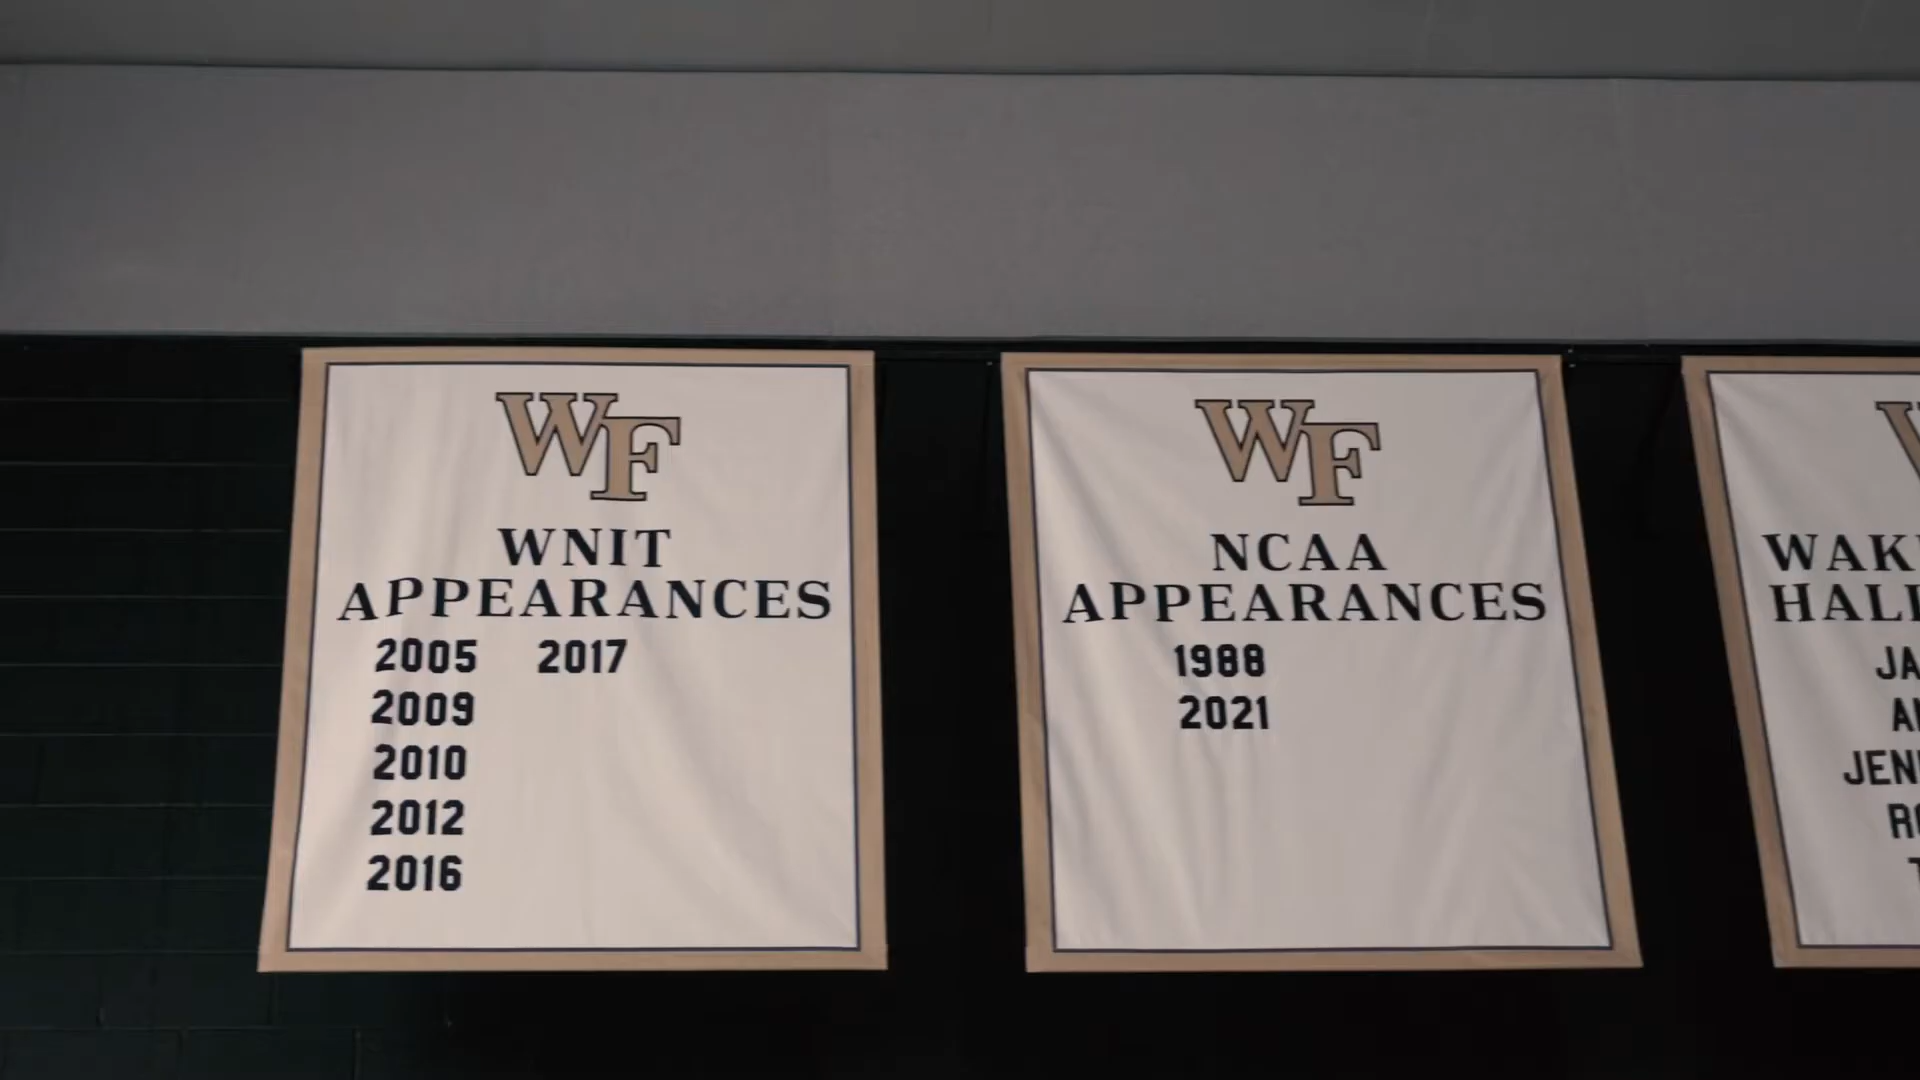 WF
WNIT
APPEARANCES
2005 2017
2009
2010
2012
2016
WF
NCAA
APPEARANCES
1988
2021